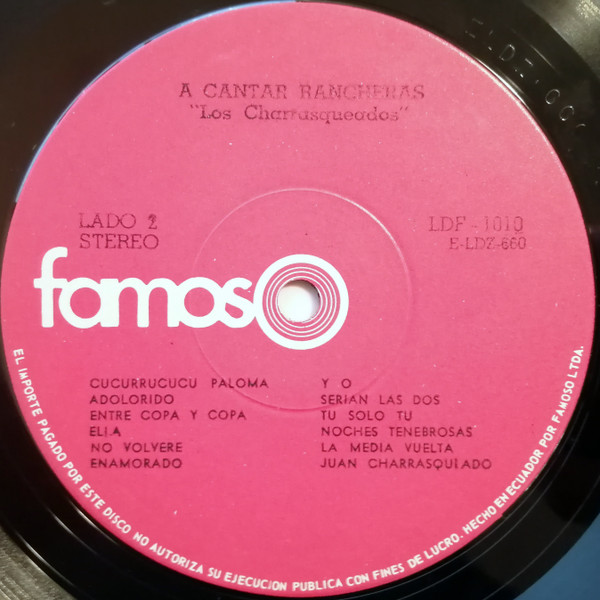 A CANTAR RANCHERAS
"Los Charrasqueados"
LADO 2
STEREO
LDF - 1010
E-LDZ-660
famoso
CUCURRUCUCU PALOMA
ADOLORIDO
ENTRE COPA Y COPA
ELLA
NO VOLVERE
ENAMORADO
Y O
SERIAN LAS DOS
TU SOLO TU
NOCHES TENEBROSAS
LA MEDIA VUELTA
JUAN CHARRASQUIADO
EL IMPORTE PAGADO POR ESTE DISCO NO AUTORIZA SU EJECUCION PUBLICA CON FINES DE LUCRO. HECHO EN ECUADOR POR FAMOSO LTDA.